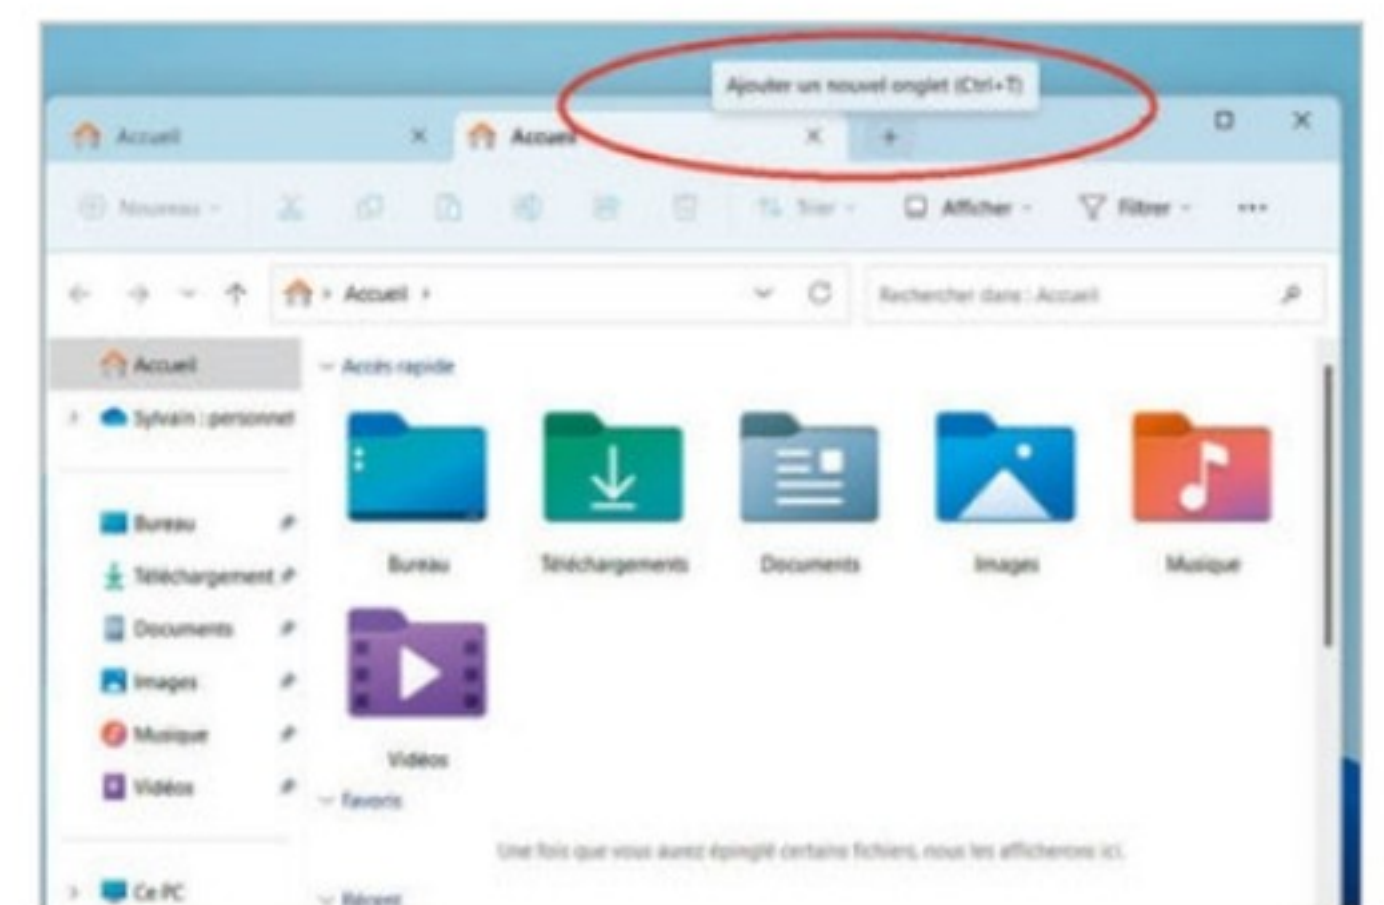 Ajouter un nouvel onglet (Ctrl+T)
Accueil
Accueil
Nouveau
Trier
Afficher
Filtrer
Accueil
Rechercher dans : Accueil
Accueil
Sylvain : personnel
Bureau
Téléchargement
Documents
Images
Musique
Vidéos
Ce PC
Accès rapide
Bureau
Téléchargements
Documents
Images
Musique
Vidéos
Favoris
Une fois que vous aurez épinglé certains fichiers, nous les afficherons ici.
Récent